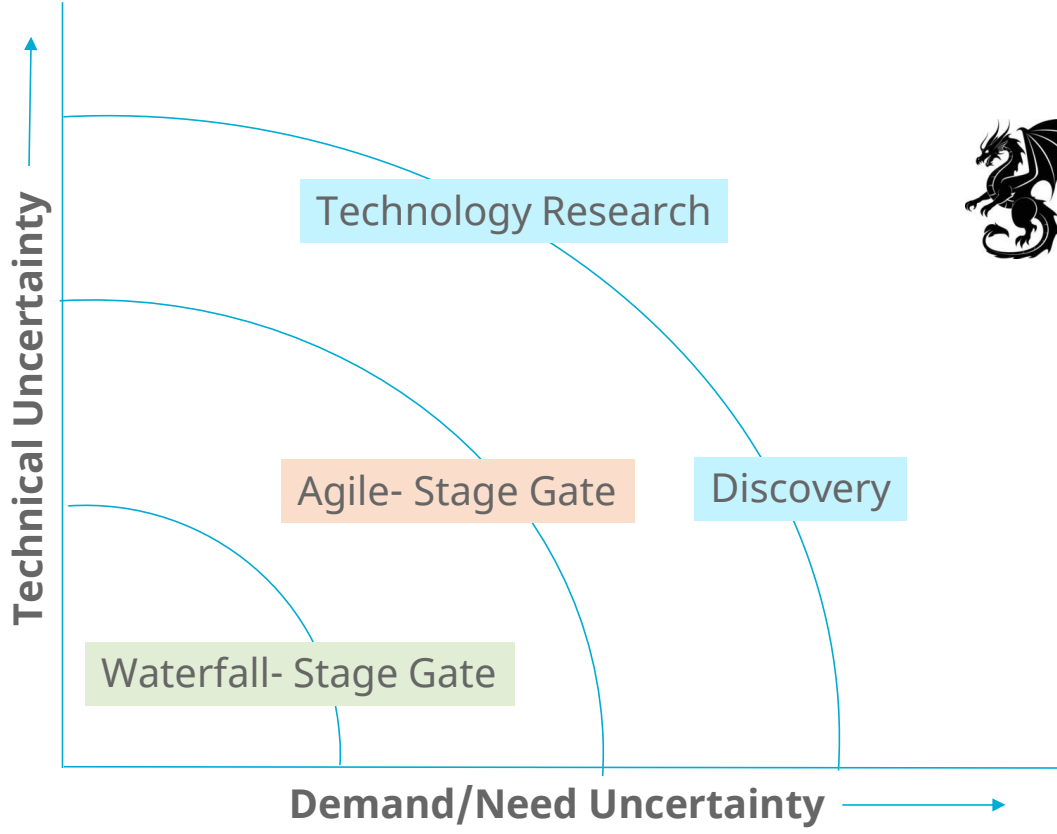 Technical Uncertainty
Technology Research
Agile- Stage Gate
Discovery
Waterfall- Stage Gate
Demand/Need Uncertainty